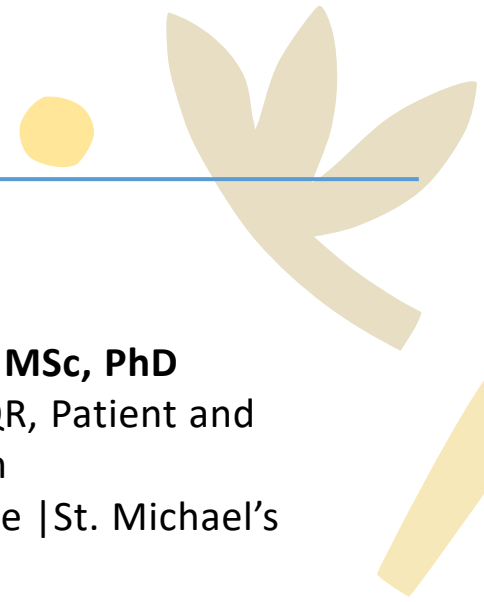 MSc, PhD
R, Patient and
e |St. Michael’s